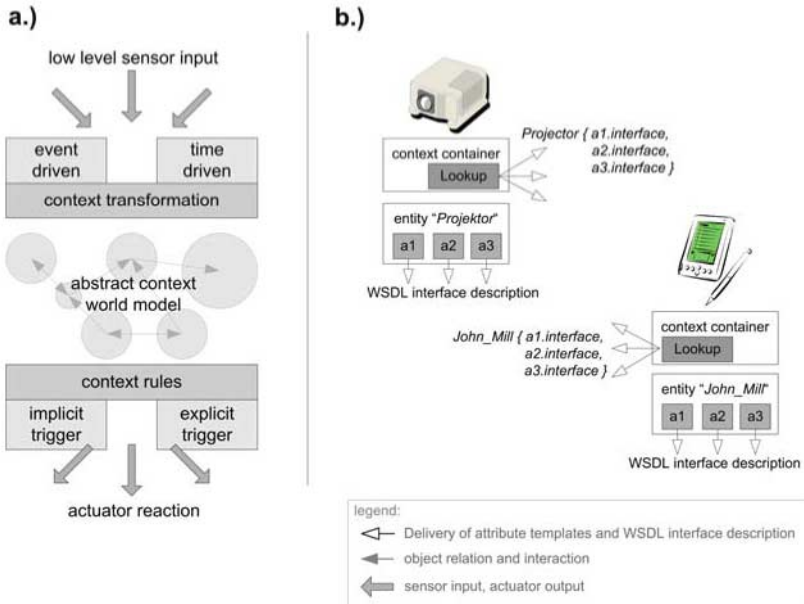 a.)
low level sensor input
event driven
time driven
context transformation
abstract context
world model
context rules
implicit trigger
explicit trigger
actuator reaction
b.)
Projector { a1.interface,
a2.interface,
a3.interface }
context container
Lookup
entity "Projektor"
a1 a2 a3
WSDL interface description
John_Mill { a1.interface,
a2.interface,
a3.interface }
context container
Lookup
entity "John_Mill"
a1 a2 a3
WSDL interface description
legend:
Delivery of attribute templates and WSDL interface description
object relation and interaction
sensor input, actuator output